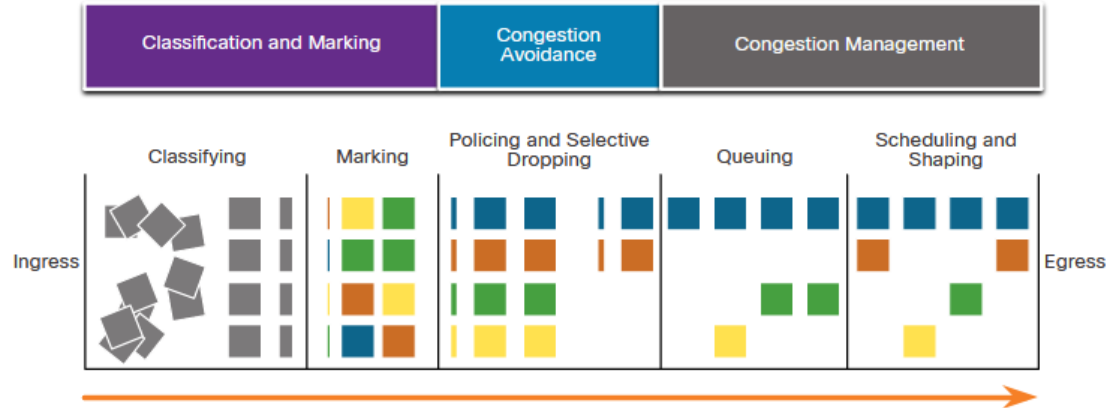 Classification and Marking
Congestion
Avoidance
Congestion Management
Classifying
Marking
Policing and Selective
Dropping
Queuing
Scheduling and
Shaping
Ingress
Egress